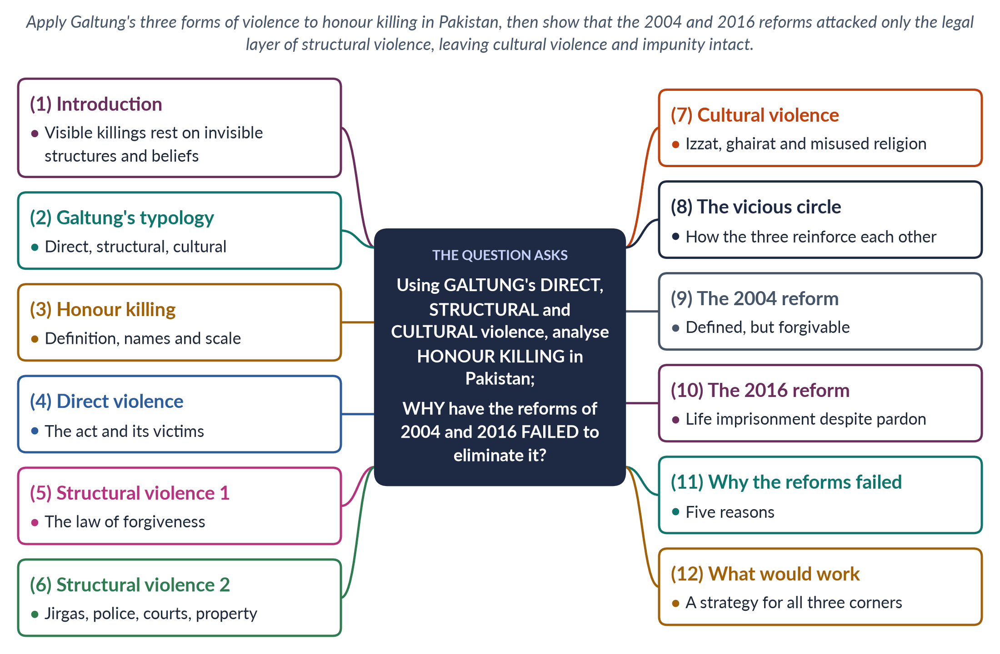 Apply Galtung's three forms of violence to honour killing in Pakistan, then show that the 2004 and 2016 reforms attacked only the legal
layer of structural violence, leaving cultural violence and impunity intact.
(1) Introduction
• Visible killings rest on invisible
structures and beliefs
(2) Galtung's typology
• Direct, structural, cultural
(3) Honour killing
• Definition, names and scale
(4) Direct violence
• The act and its victims
(5) Structural violence 1
• The law of forgiveness
(6) Structural violence 2
• Jirgas, police, courts, property
THE QUESTION ASKS
Using GALTUNG's DIRECT,
STRUCTURAL and
CULTURAL violence, analyse
HONOUR KILLING in
Pakistan;
WHY have the reforms of
2004 and 2016 FAILED to
eliminate it?
(7) Cultural violence
• Izzat, ghairat and misused religion
(8) The vicious circle
• How the three reinforce each other
(9) The 2004 reform
• Defined, but forgivable
(10) The 2016 reform
• Life imprisonment despite pardon
(11) Why the reforms failed
• Five reasons
(12) What would work
• A strategy for all three corners